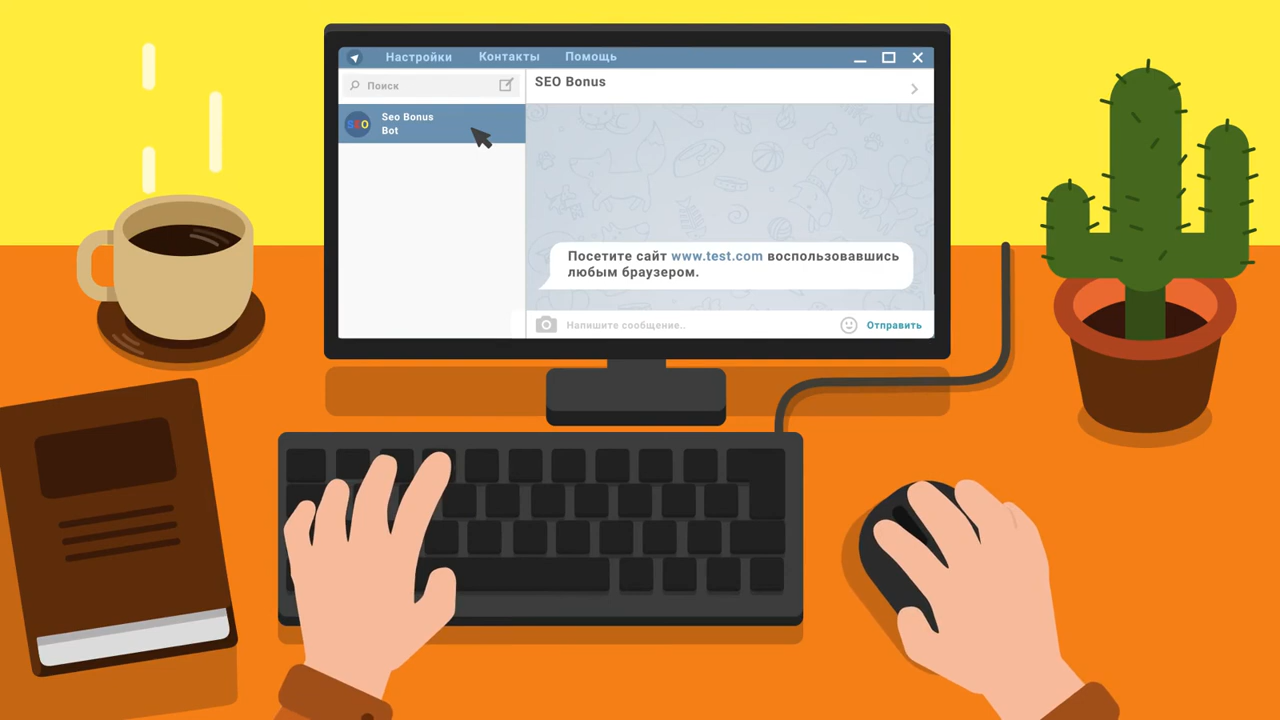 Настройки Контакты Помощь
Поиск
SEO Bonus
SEO
Seo Bonus
Bot
Посетите сайт www.test.com воспользовавшись
любым браузером.
Напишите сообщение..
Отправить